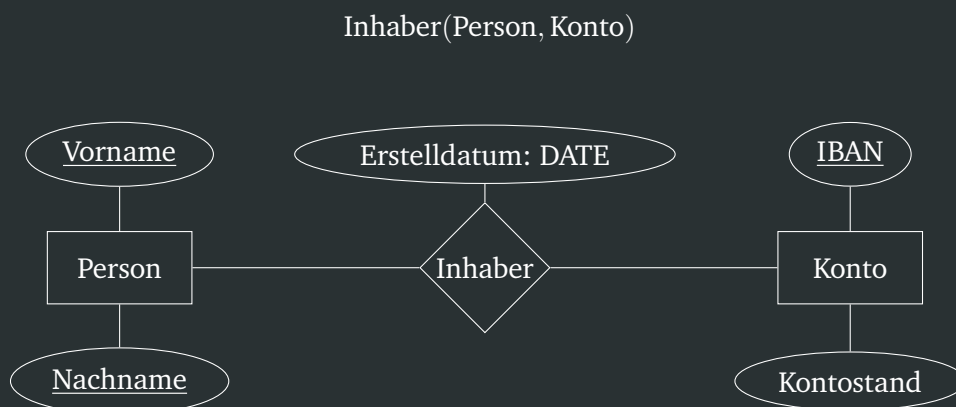 Inhaber(Person, Konto)
Vorname
Erstelldatum: DATE
IBAN
Person
Inhaber
Konto
Nachname
Kontostand